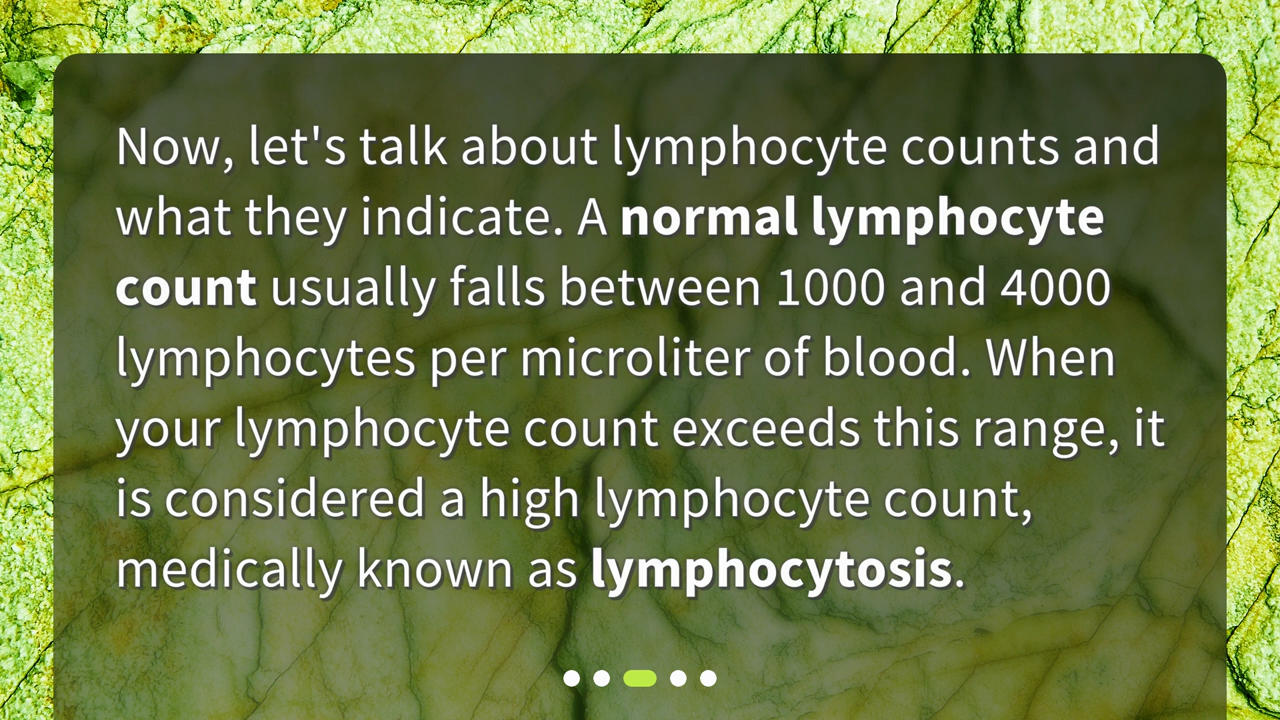 Now, let's talk about lymphocyte counts and
what they indicate. A normal lymphocyte
count usually falls between 1000 and 4000
lymphocytes per microliter of blood. When
your lymphocyte count exceeds this range, it
is considered a high lymphocyte count,
medically known as lymphocytosis.